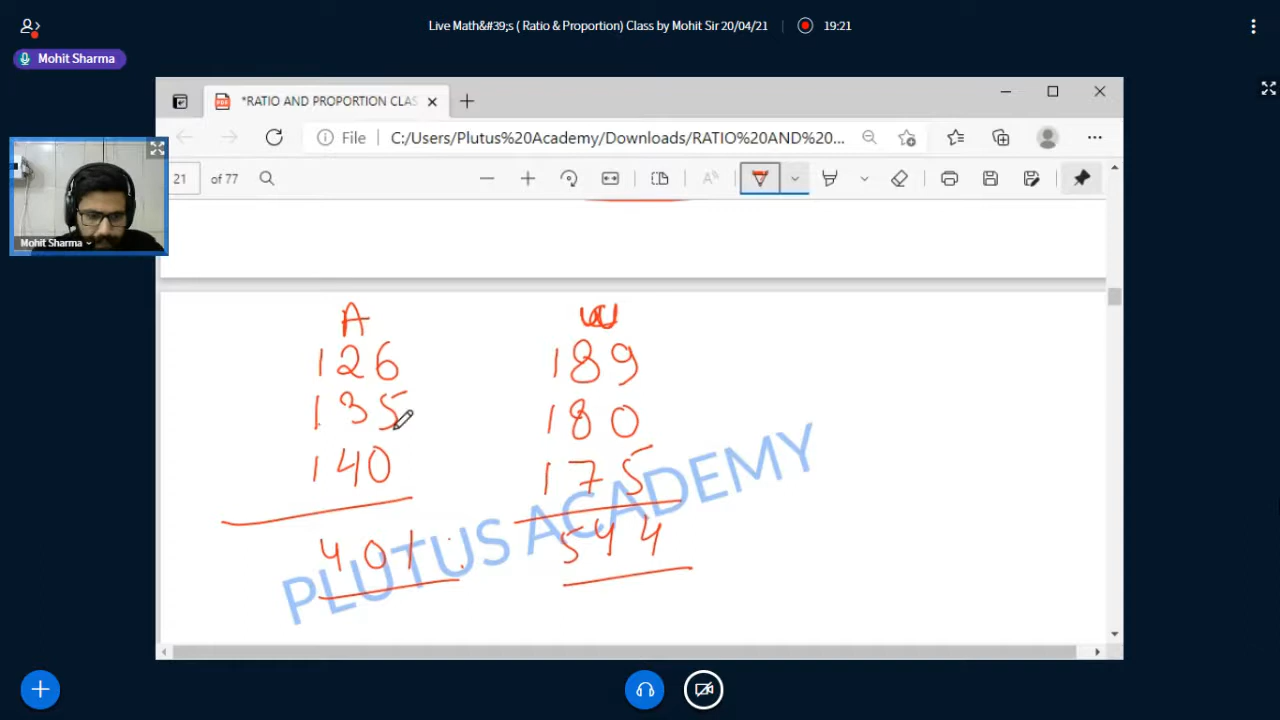 Live Math&#39;s ( Ratio & Proportion) Class by Mohit Sir 20/04/21 19:21
Mohit Sharma
*RATIO AND PROPORTION CLAS
File C:/Users/Plutus%20Academy/Downloads/RATIO%20AND%20...
21 of 77
Mohit Sharma
A W
126 189
135 180
140 175
401 : 544
PLUTUS ACADEMY